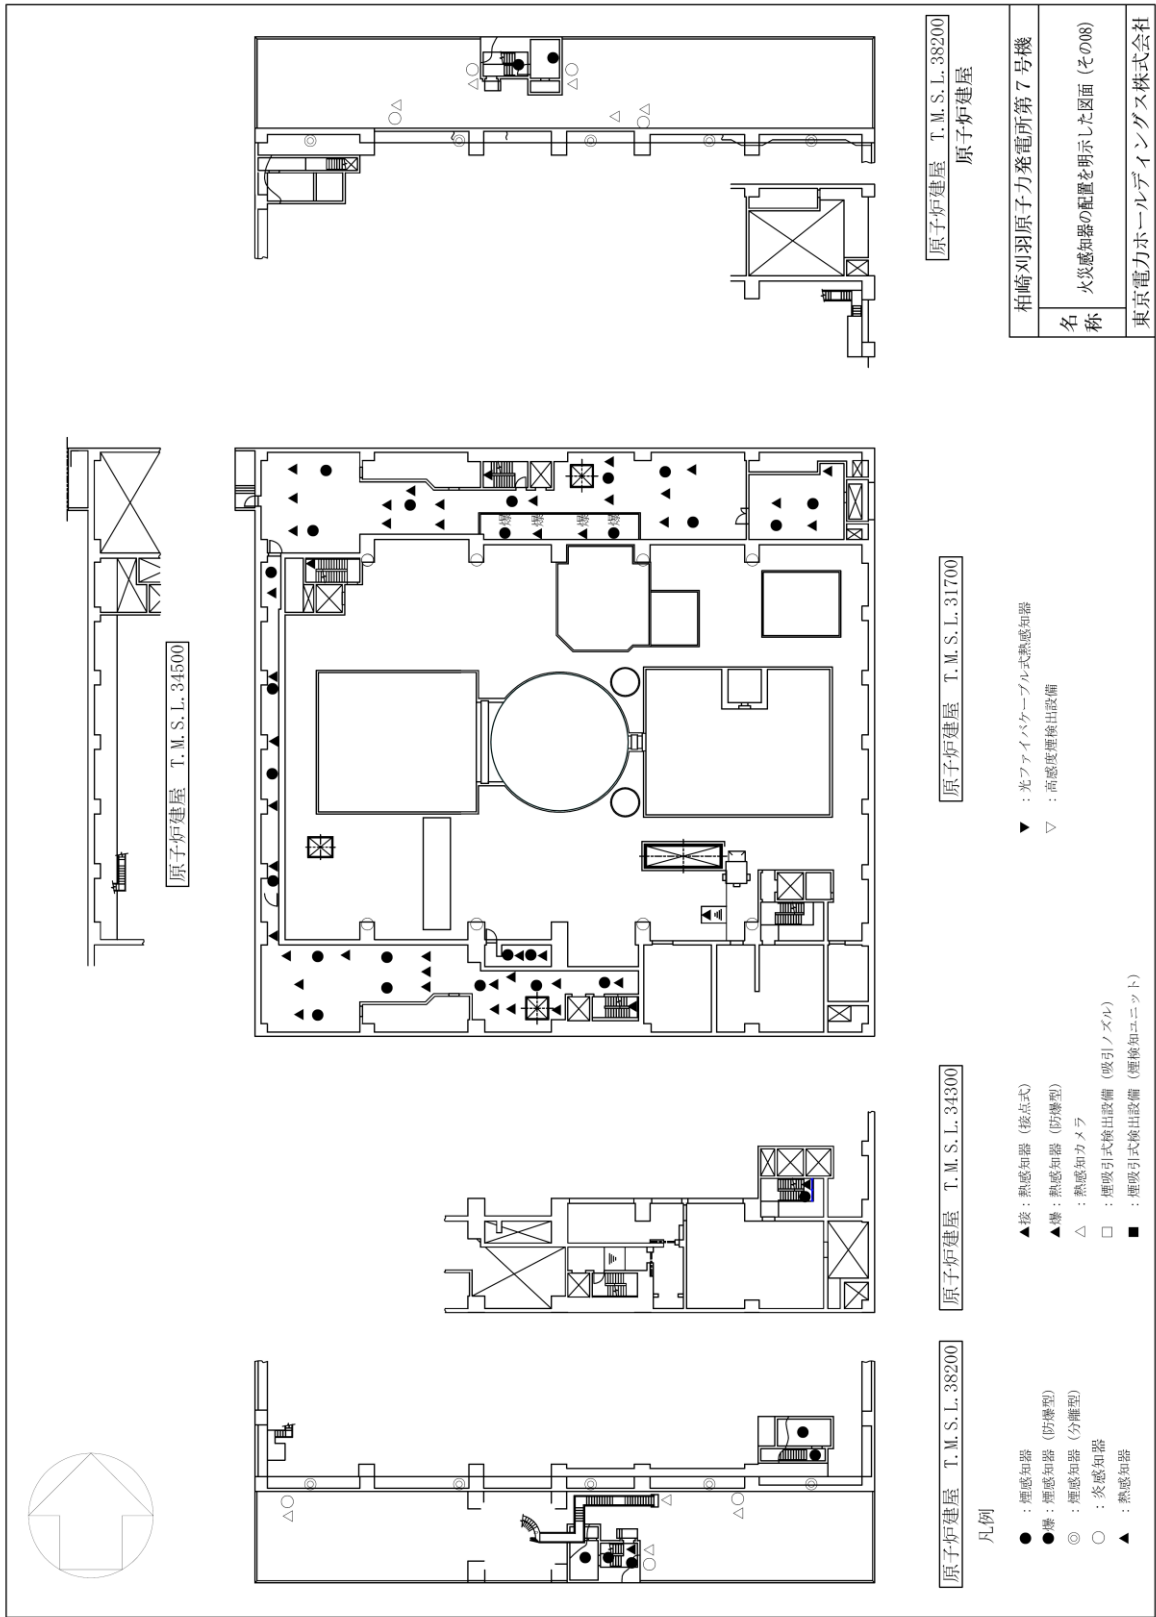 原子炉建屋 T.M.S.L.34500
原子炉建屋 T.M.S.L.38200
原子炉建屋 T.M.S.L.34300
原子炉建屋 T.M.S.L.31700
原子炉建屋 T.M.S.L.38200
原子炉建屋
爆
爆
爆
爆
凡例
● :煙感知器
●爆:煙感知器(防爆型)
◎ :煙感知器(分離型)
○ :炎感知器
▲ :熱感知器
▲接:熱感知器(接点式)
▲爆:熱感知器(防爆型)
△ :熱感知カメラ
□ :煙吸引式検出設備(吸引ノズル)
■ :煙吸引式検出設備(煙検知ユニット)
▼ :光ファイバケーブル式熱感知器
▽ :高感度煙検出設備
柏崎刈羽原子力発電所第7号機
名称
火災感知器の配置を明示した図面(その08)
東京電力ホールディングス株式会社